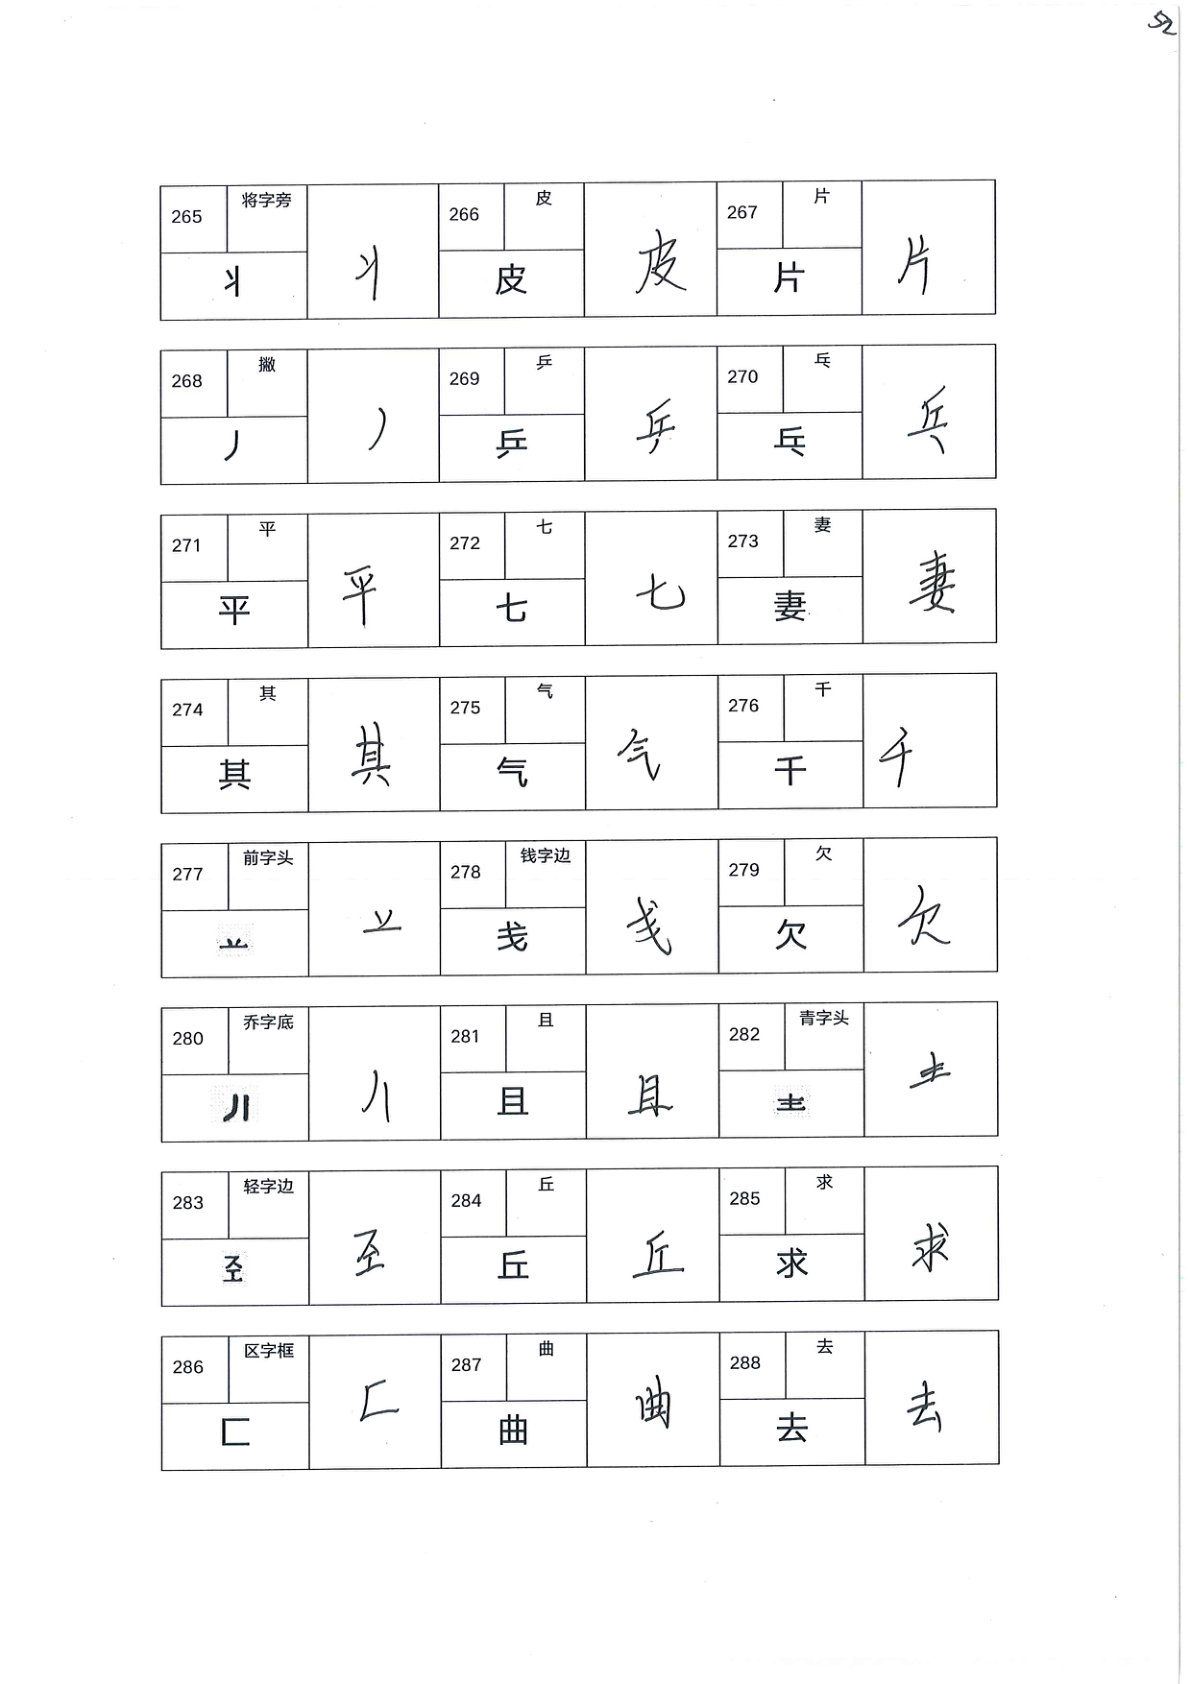 52
265 将字旁 丬 丬 266 皮 皮 皮 267 片 片 片
268 撇 丿 丿 269 乒 乒 乒 270 乓 乓 乓
271 平 平 平 272 七 七 七 273 妻 妻 妻
274 其 其 其 275 气 气 气 276 千 千 千
277 前字头 䒑 䒑 278 钱字边 戋 戋 279 欠 欠 欠
280 乔字底 丿丨 丿丨 281 且 且 且 282 青字头 龶 龶
283 轻字边 𢀖 𢀖 284 丘 丘 丘 285 求 求 求
286 区字框 匚 匚 287 曲 曲 曲 288 去 去 去